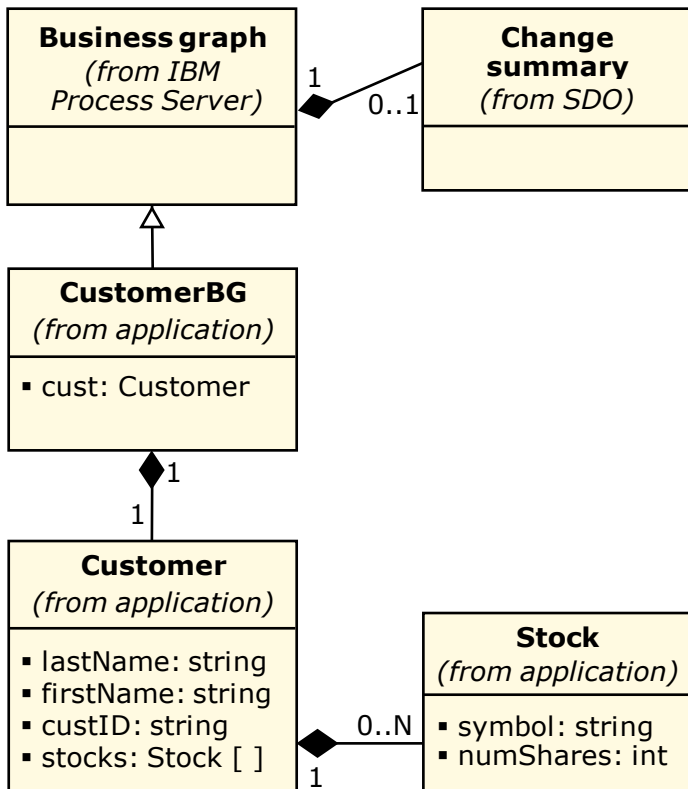 Business graph
(from IBM
Process Server)
1
0..1
Change
summary
(from SDO)
CustomerBG
(from application)
▪ cust: Customer
1
1
Customer
(from application)
▪ lastName: string
▪ firstName: string
▪ custID: string
▪ stocks: Stock [ ]
1
0..N
Stock
(from application)
▪ symbol: string
▪ numShares: int